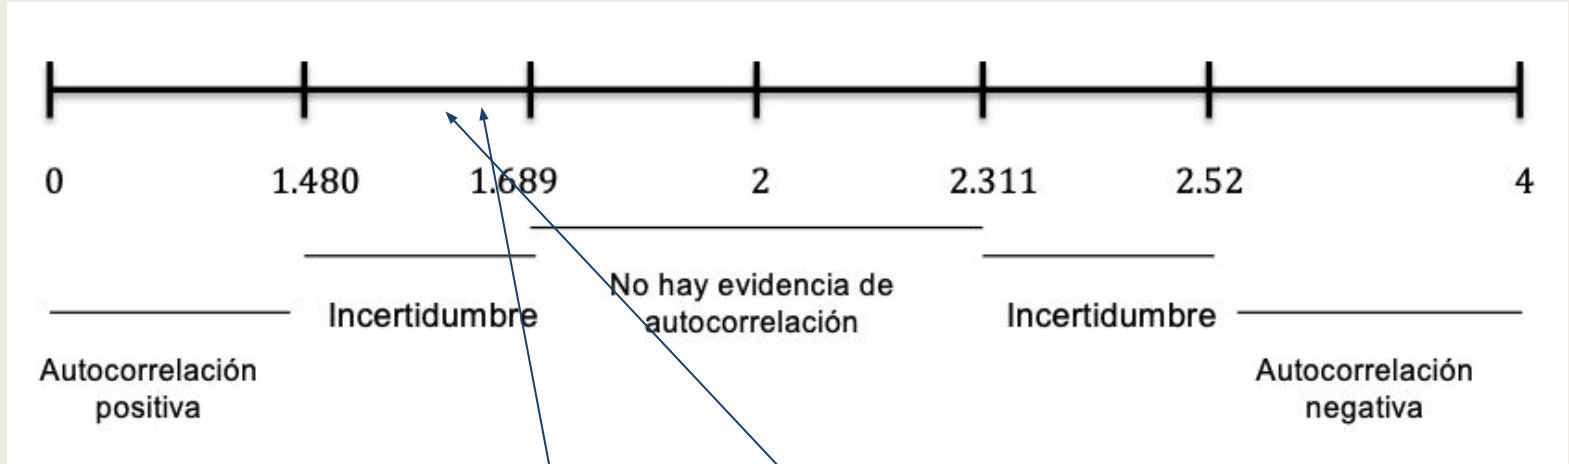 0 1.480 1.689 2 2.311 2.52 4
No hay evidencia de
autocorrelación
Incertidumbre
Incertidumbre
Autocorrelación
positiva
Autocorrelación
negativa